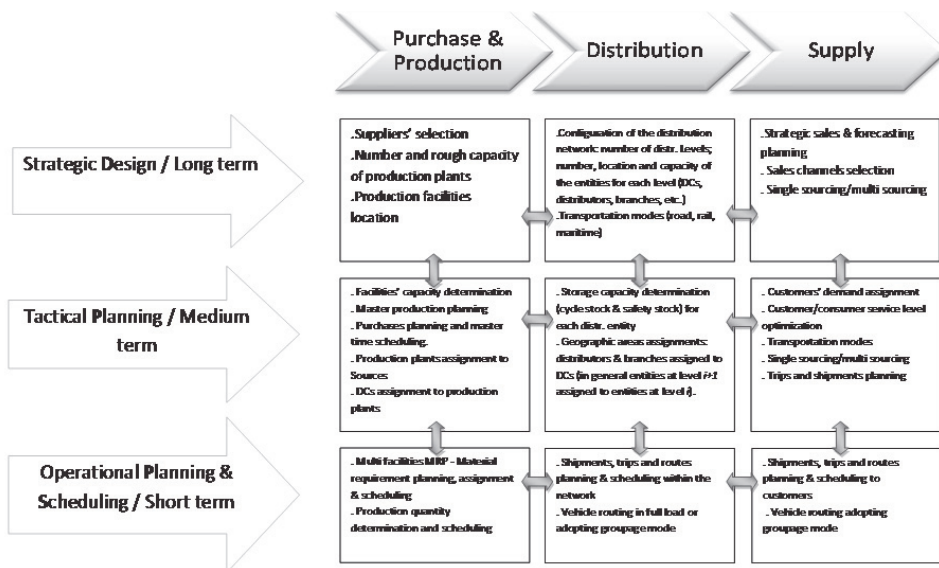 Purchase &
Production
Distribution
Supply
Strategic Design / Long term
.Suppliers' selection
.Number and rough capacity
of production plants
.Production facilities
location
.Configuration of the distribution
network: number of distr. Levels;
number, location and capacity of
the entities for each level (DCs,
distributors, branches, etc.)
.Transportation modes (road, rail,
maritime)
.Strategic sales & forecasting
planning
. Sales channels selection
. Single sourcing/multi sourcing
Tactical Planning / Medium
term
. Facilities' capacity determination
. Master production planning
. Purchases planning and master
time scheduling.
. Production plants assignment to
Sources
. DCs assignment to production
plants
. Storage capacity determination
(cycle stock & safety stock) for
each distr. entity
. Geographic areas assignments:
distributors & branches assigned to
DCs (in general entities at level i+1
assigned to entities at level i).
. Customers' demand assignment
. Customer/consumer service level
optimization
. Transportation modes
. Single sourcing/multi sourcing
. Trips and shipments planning
Operational Planning &
Scheduling / Short term
. Multi facilities MRP - Material
requirement planning, assignment
& scheduling
. Production quantity
determination and scheduling
. Shipments, trips and routes
planning & scheduling within the
network
. Vehicle routing in full load or
adopting groupage mode
. Shipments, trips and routes
planning & scheduling to
customers
. Vehicle routing adopting
groupage mode